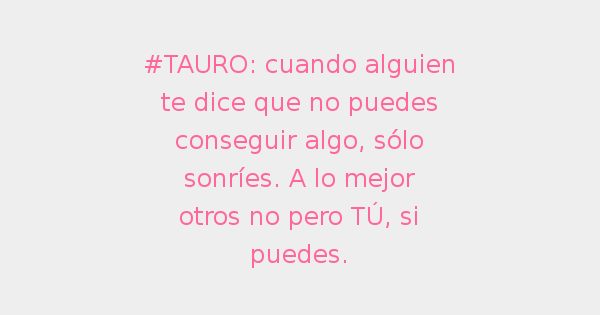 #TAURO: cuando alguien
te dice que no puedes
conseguir algo, sólo
sonríes. A lo mejor
otros no pero TÚ, si
puedes.